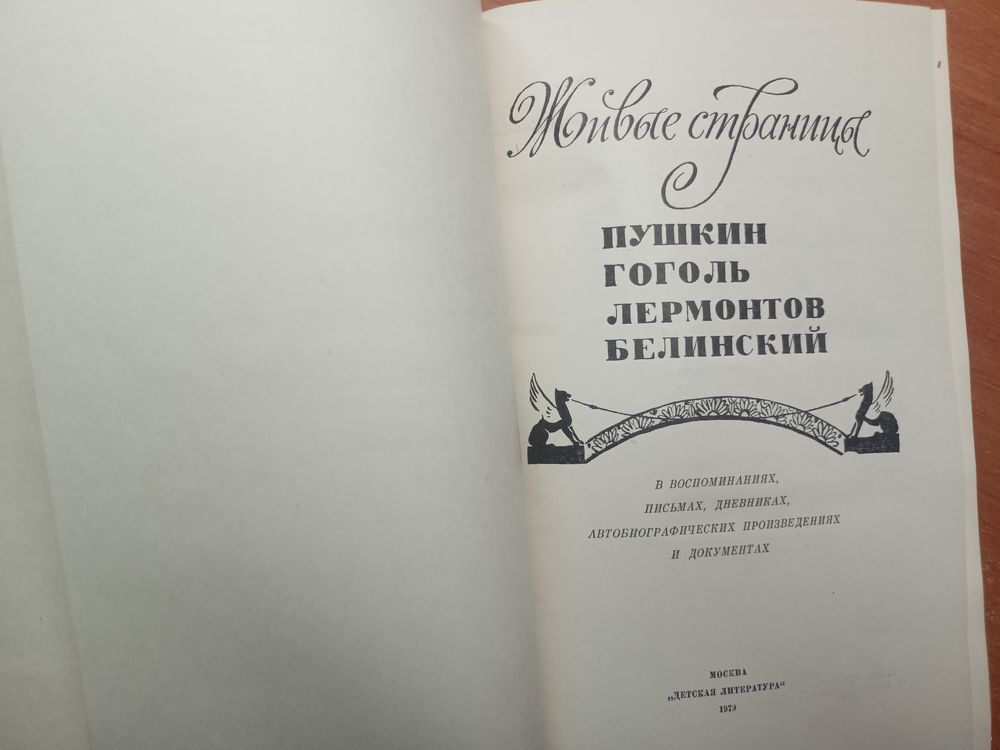 Живые страницы
ПУШКИН
ГОГОЛЬ
ЛЕРМОНТОВ
БЕЛИНСКИЙ
В ВОСПОМИНАНИЯХ,
ПИСЬМАХ, ДНЕВНИКАХ,
АВТОБИОГРАФИЧЕСКИХ ПРОИЗВЕДЕНИЯХ
И ДОКУМЕНТАХ
МОСКВА
„ДЕТСКАЯ ЛИТЕРАТУРА“
1979